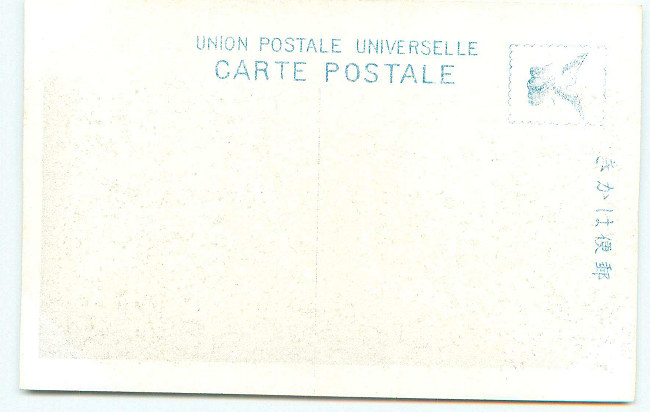 UNION POSTALE UNIVERSELLE
CARTE POSTALE
郵便はかき